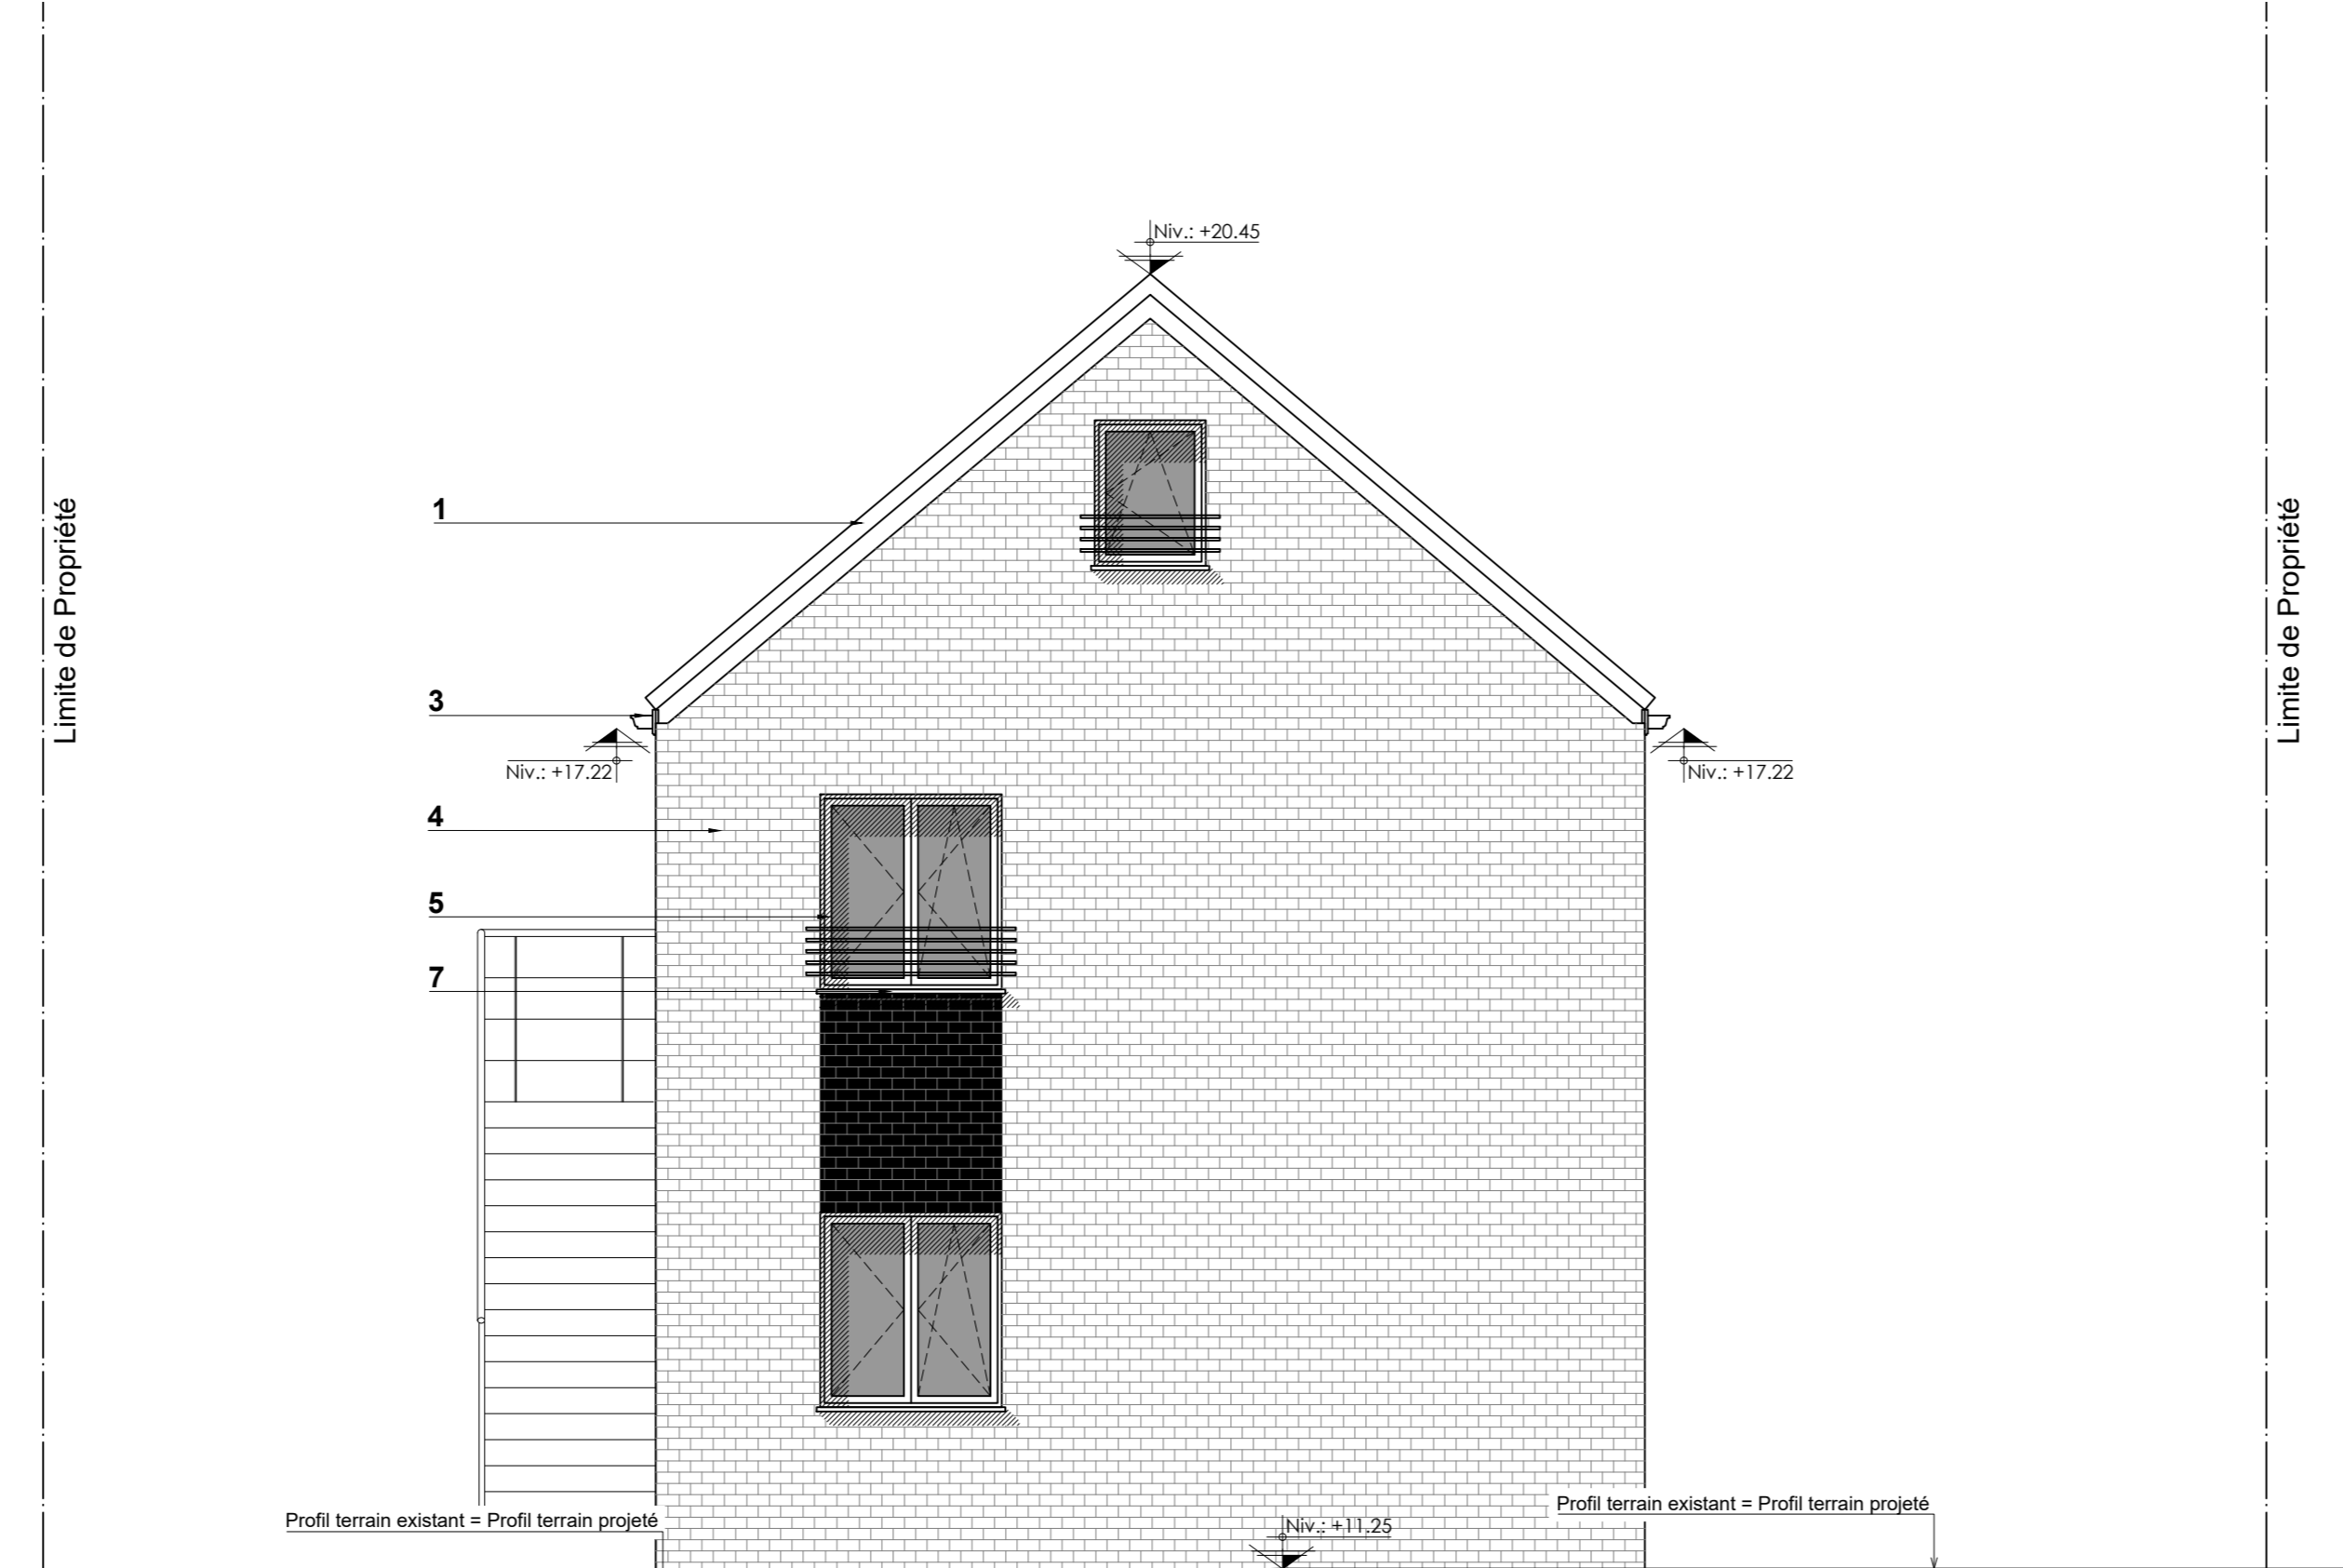 Niv.: +20.45
Limite de Propriété
Limite de Propriété
1
3
Niv.: +17.22
Niv.: +17.22
4
5
7
Profil terrain existant = Profil terrain projeté
Profil terrain existant = Profil terrain projeté
Niv.: +11.25